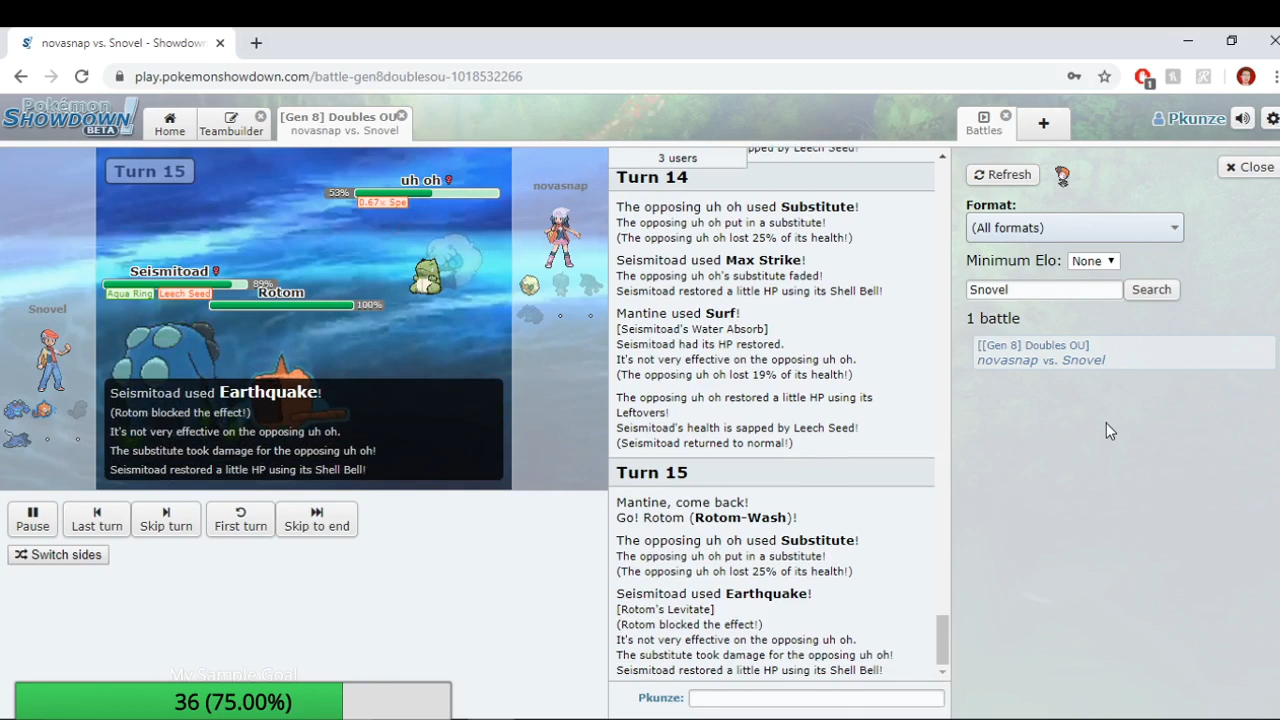 novasnap vs. Snovel - Showdown
play.pokemonshowdown.com/battle-gen8doublesou-1018532266
1
Pokémon
SHOWDOWN!
BETA
Home
Teambuilder
[Gen 8] Doubles OU
novasnap vs. Snovel
Battles
Pkunze
Turn 15
uh oh
53%
0.67× Spe
novasnap
Seismitoad
89%
Aqua Ring
Leech Seed
Rotom
100%
Snovel
Seismitoad used Earthquake!
(Rotom blocked the effect!)
It's not very effective on the opposing uh oh.
The substitute took damage for the opposing uh oh!
Seismitoad restored a little HP using its Shell Bell!
Pause
Last turn
Skip turn
First turn
Skip to end
Switch sides
My Sample Goal
36 (75.00%)
3 users
sapped by Leech Seed!
Turn 14
The opposing uh oh used Substitute!
The opposing uh oh put in a substitute!
(The opposing uh oh lost 25% of its health!)
Seismitoad used Max Strike!
The opposing uh oh's substitute faded!
Seismitoad restored a little HP using its Shell Bell!
Mantine used Surf!
[Seismitoad's Water Absorb]
Seismitoad had its HP restored.
It's not very effective on the opposing uh oh.
(The opposing uh oh lost 19% of its health!)
The opposing uh oh restored a little HP using its
Leftovers!
Seismitoad's health is sapped by Leech Seed!
(Seismitoad returned to normal!)
Turn 15
Mantine, come back!
Go! Rotom (Rotom-Wash)!
The opposing uh oh used Substitute!
The opposing uh oh put in a substitute!
(The opposing uh oh lost 25% of its health!)
Seismitoad used Earthquake!
[Rotom's Levitate]
(Rotom blocked the effect!)
It's not very effective on the opposing uh oh.
The substitute took damage for the opposing uh oh!
Seismitoad restored a little HP using its Shell Bell!
Pkunze:
Refresh
Close
Format:
(All formats)
Minimum Elo: None
Snovel
Search
1 battle
[[Gen 8] Doubles OU]
novasnap vs. Snovel